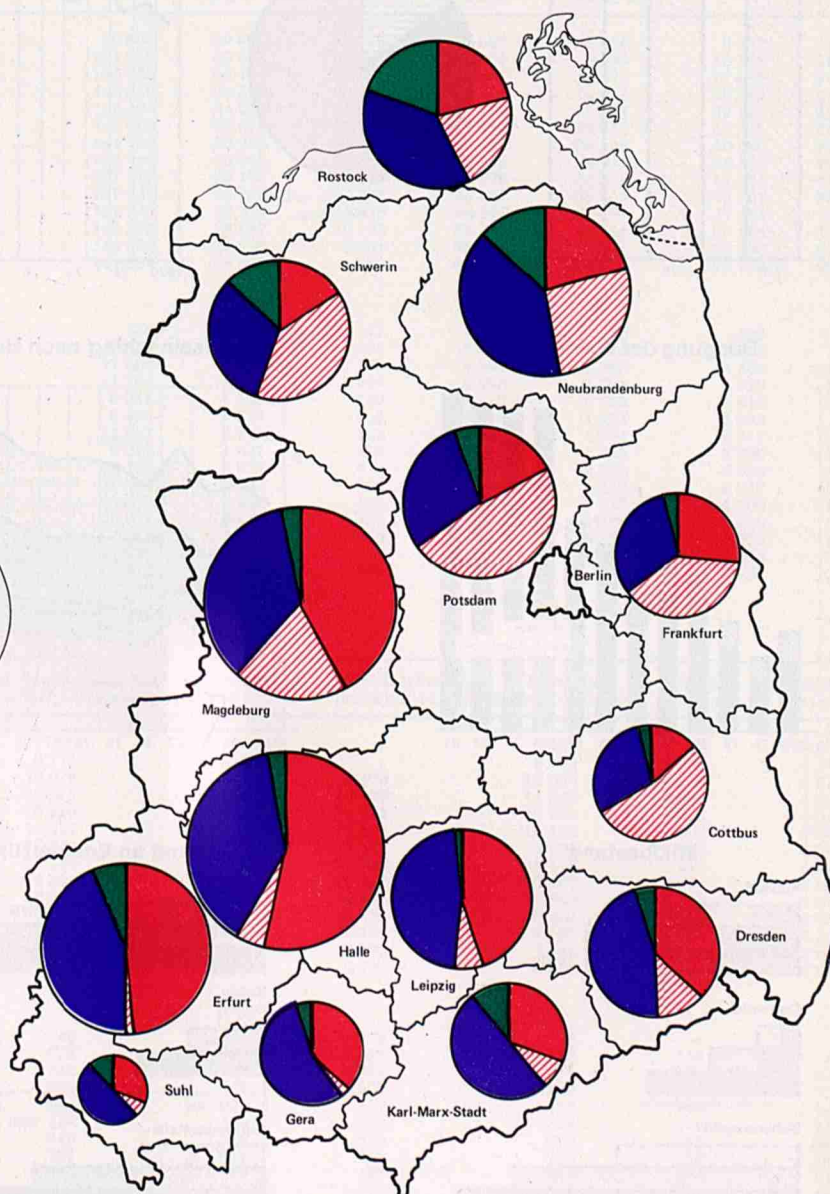 Rostock
Schwerin
Neubrandenburg
Potsdam
Berlin
Frankfurt
Magdeburg
Cottbus
Halle
Leipzig
Dresden
Erfurt
Suhl
Gera
Karl-Marx-Stadt